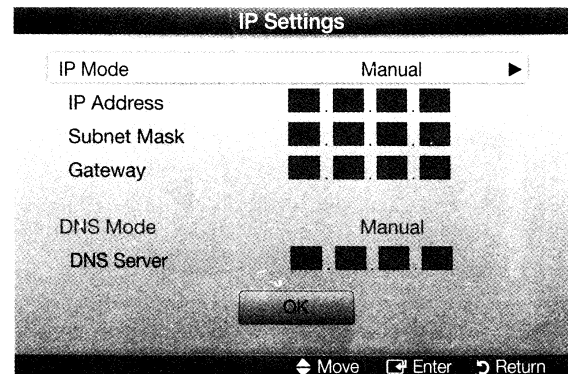 IP Settings
IP Mode Manual ▶
IP Address . . .
Subnet Mask . . .
Gateway . . .
DNS Mode Manual
DNS Server . . .
OK
Move Enter Return